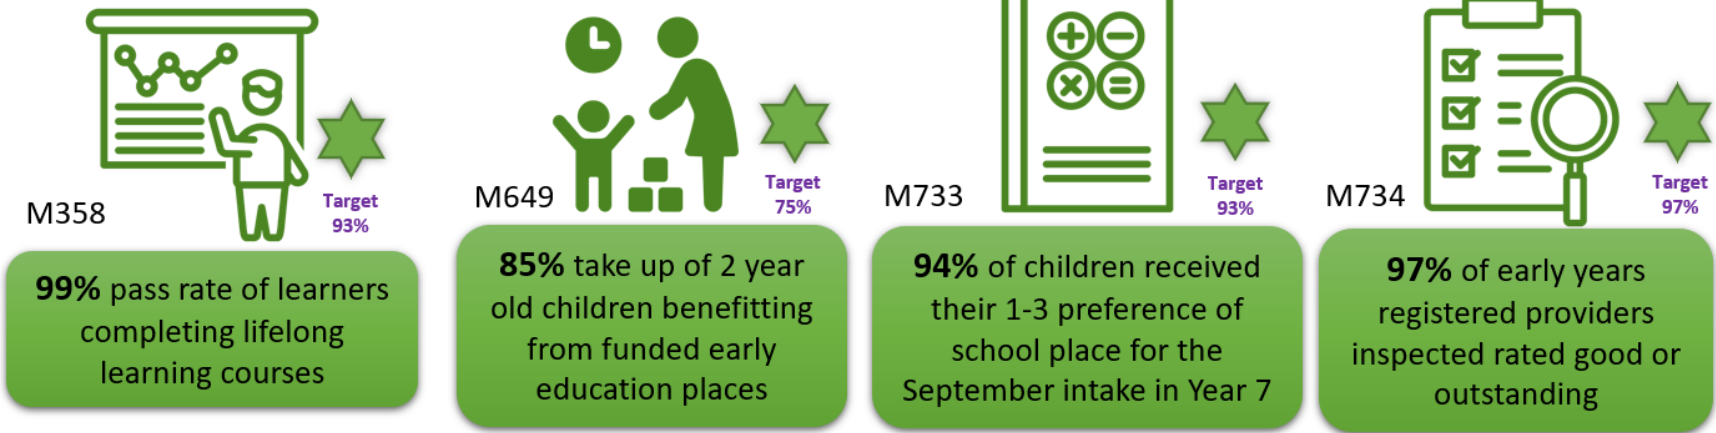 M358
Target
93%
99% pass rate of learners
completing lifelong
learning courses
M649
Target
75%
85% take up of 2 year
old children benefitting
from funded early
education places
M733
Target
93%
94% of children received
their 1-3 preference of
school place for the
September intake in Year 7
M734
Target
97%
97% of early years
registered providers
inspected rated good or
outstanding